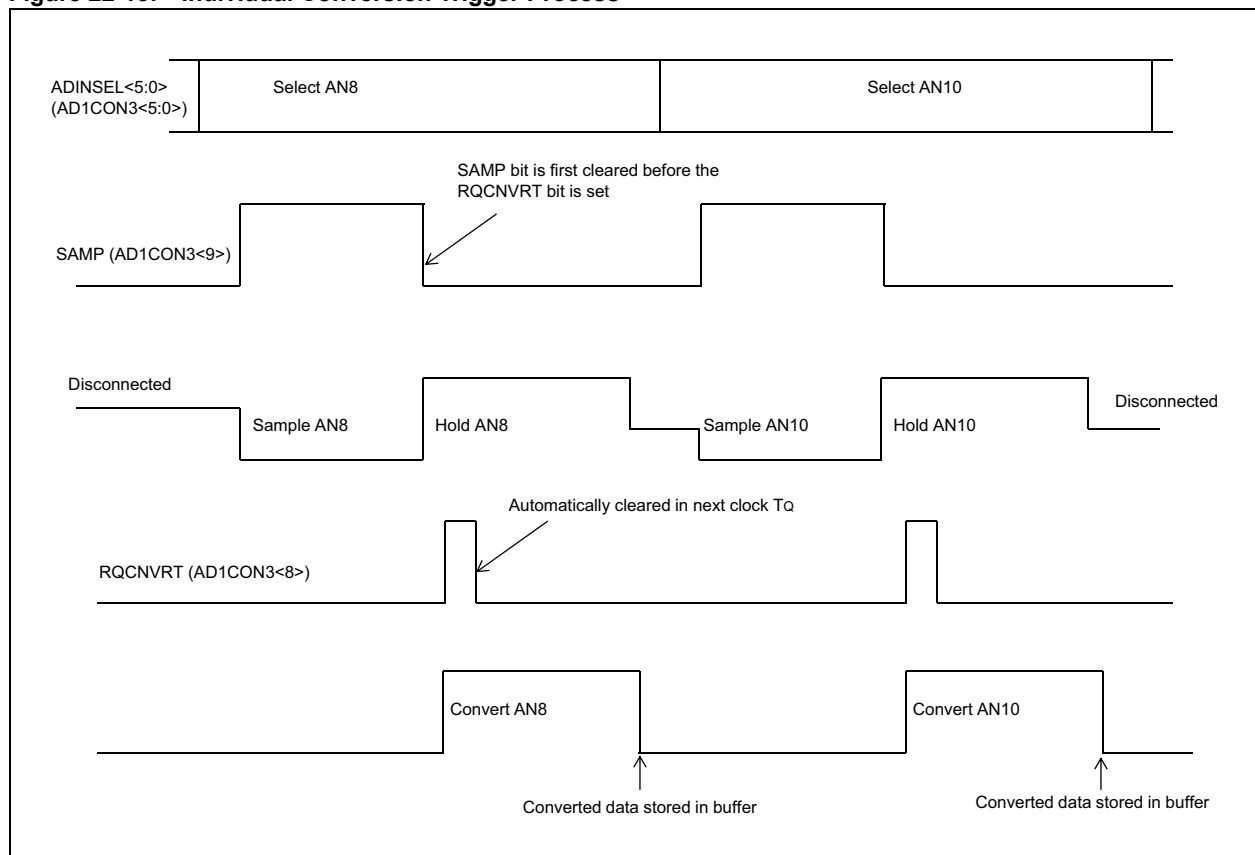 Figure 22-13: Individual Conversion Trigger Process
ADINSEL<5:0>
(AD1CON3<5:0>)
Select AN8
Select AN10
SAMP bit is first cleared before the
RQCNVRT bit is set
SAMP (AD1CON3<9>)
Disconnected
Sample AN8
Hold AN8
Sample AN10
Hold AN10
Disconnected
Automatically cleared in next clock TQ
RQCNVRT (AD1CON3<8>)
Convert AN8
Convert AN10
Converted data stored in buffer
Converted data stored in buffer